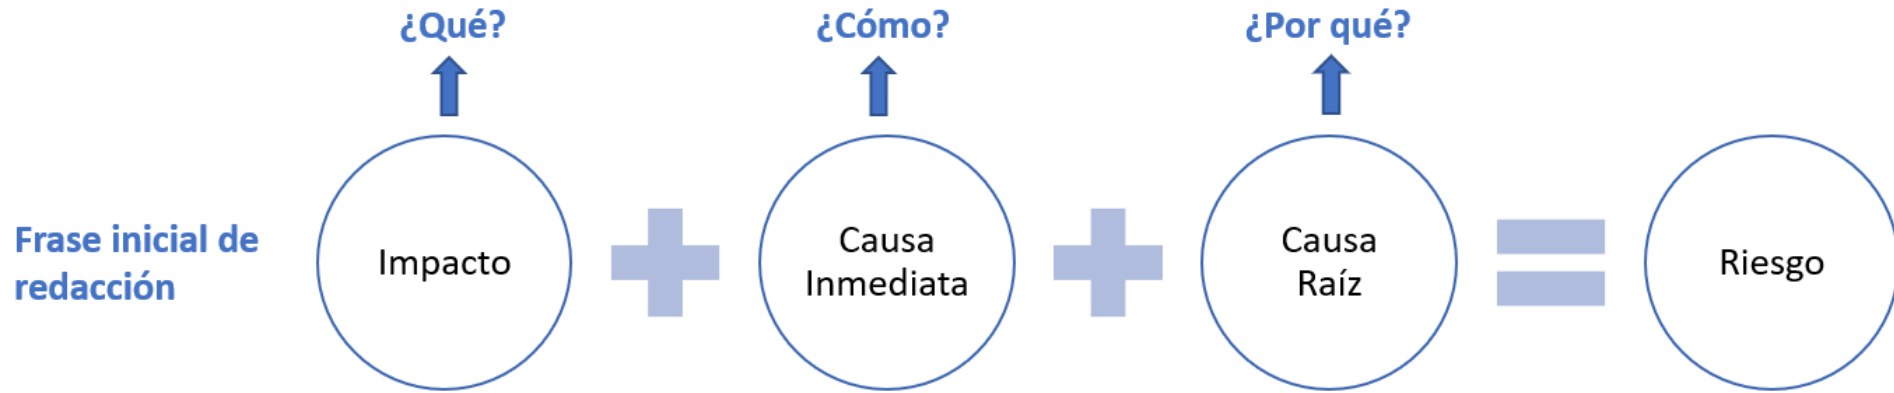 ¿Qué?
¿Cómo?
¿Por qué?
Frase inicial de
redacción
Impacto
Causa
Inmediata
Causa
Raíz
Riesgo